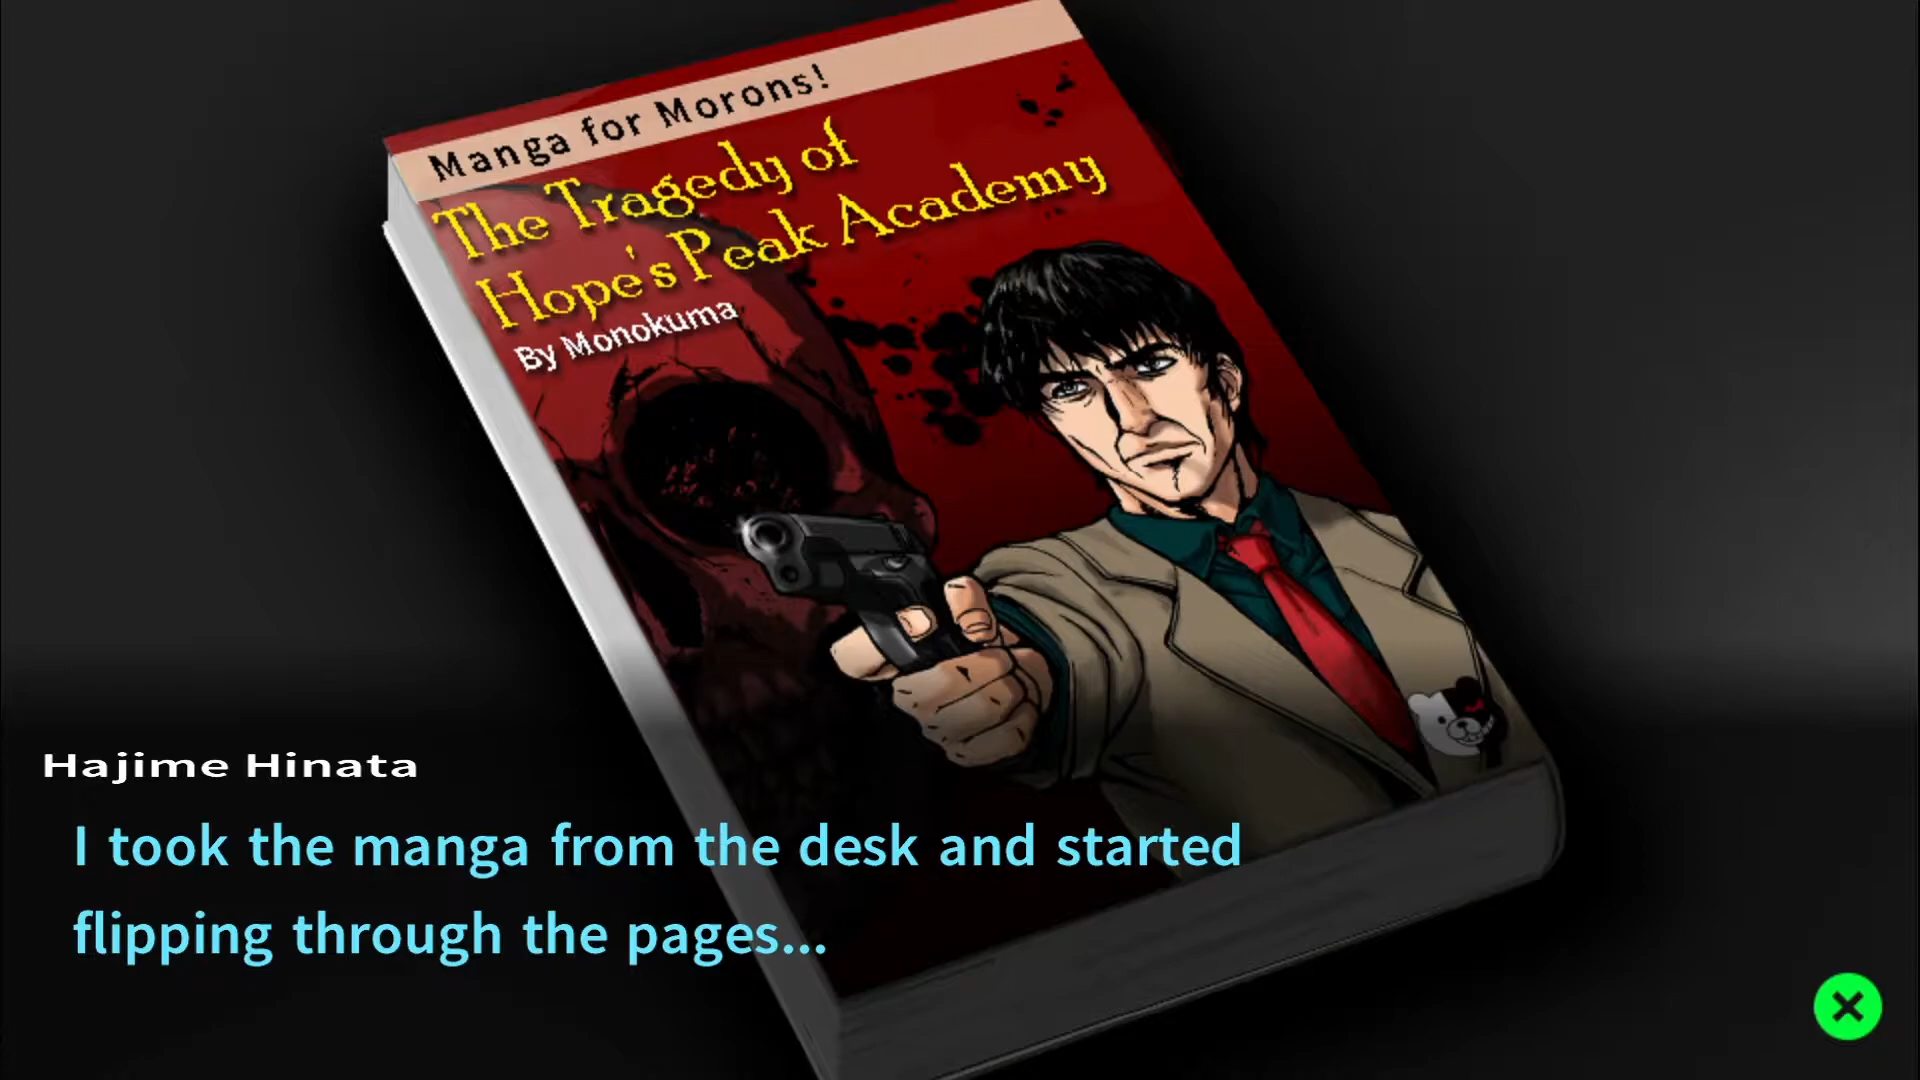 Manga for Morons!
The Tragedy of
Hope's Peak Academy
By Monokuma
Hajime Hinata
I took the manga from the desk and started
flipping through the pages...